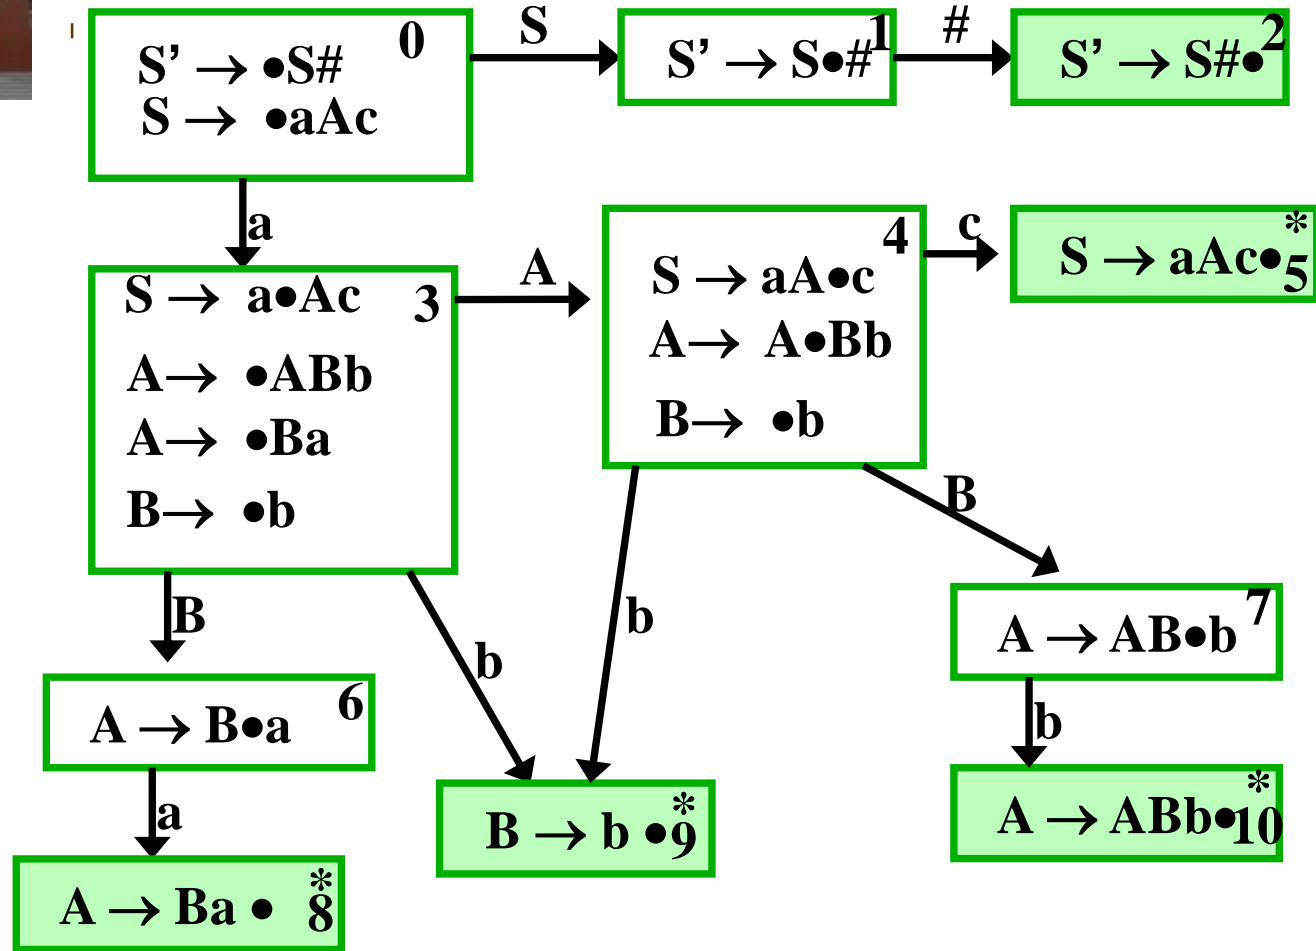 0
S’ → •S#
S → •aAc
S
1
S’ → S•#
#
2
S’ → S#•
a
3
S → a•Ac
A→ •ABb
A→ •Ba
B→ •b
A
4
S → aA•c
A→ A•Bb
B→ •b
c
*
S → aAc•5
B
b
b
B
6
A → B•a
7
A → AB•b
a
b
*
8
A → Ba •
*
B → b •9
*
A → ABb•10